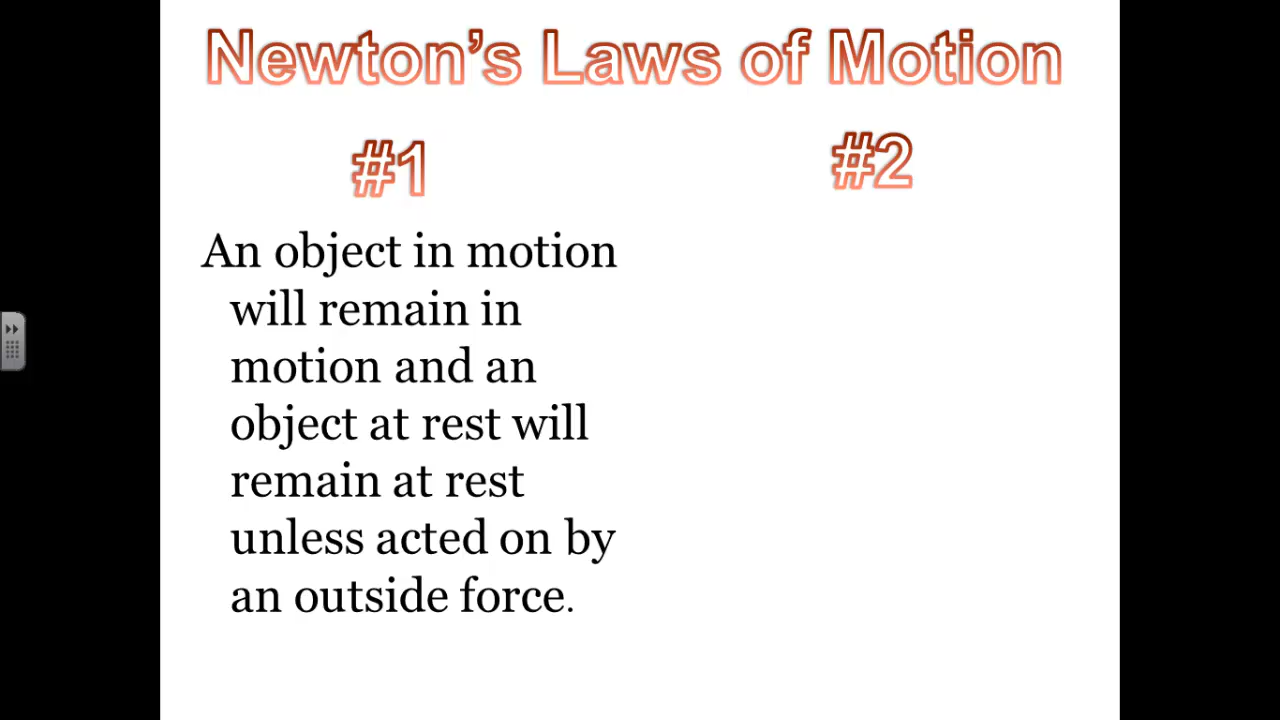 Newton's Laws of Motion
#1
An object in motion
will remain in
motion and an
object at rest will
remain at rest
unless acted on by
an outside force.
#2